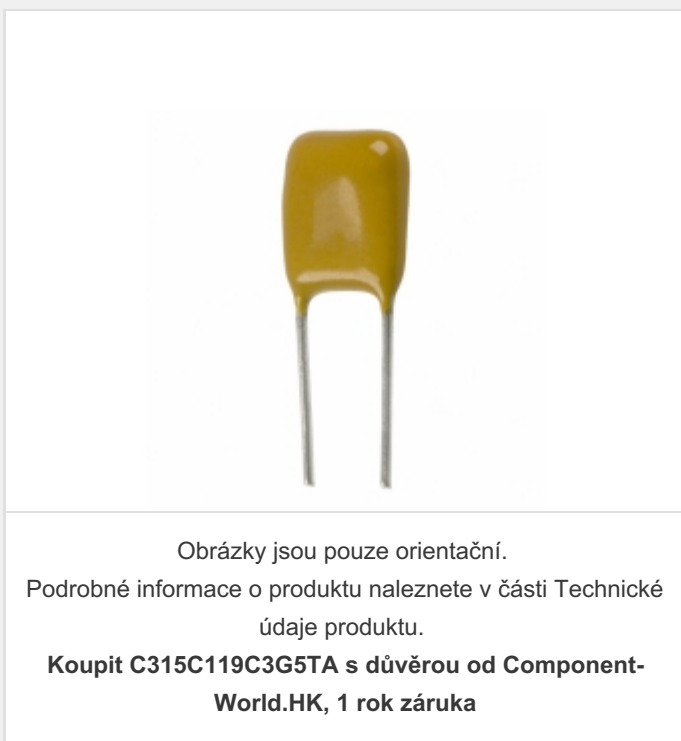 Obrázky jsou pouze orientační.
Podrobné informace o produktu naleznete v části Technické
údaje produktu.
Koupit C315C119C3G5TA s důvěrou od Component-
World.HK, 1 rok záruka